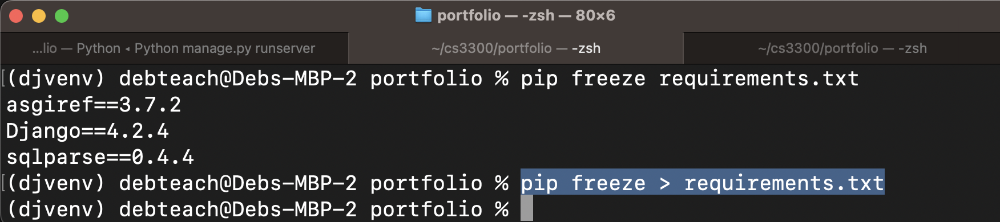 portfolio — -zsh — 80×6
...lio — Python ◂ Python manage.py runserver
~/cs3300/portfolio — -zsh
~/cs3300/portfolio — -zsh
[(djvenv) debteach@Debs-MBP-2 portfolio % pip freeze requirements.txt
asgiref==3.7.2
Django==4.2.4
sqlparse==0.4.4
[(djvenv) debteach@Debs-MBP-2 portfolio % pip freeze > requirements.txt
(djvenv) debteach@Debs-MBP-2 portfolio %